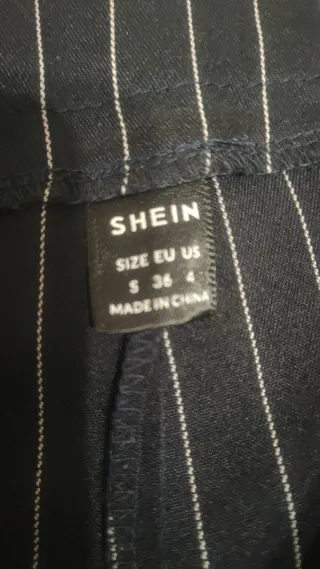 SHEIN
SIZE EU US
S 36 4
MADE IN CHINA